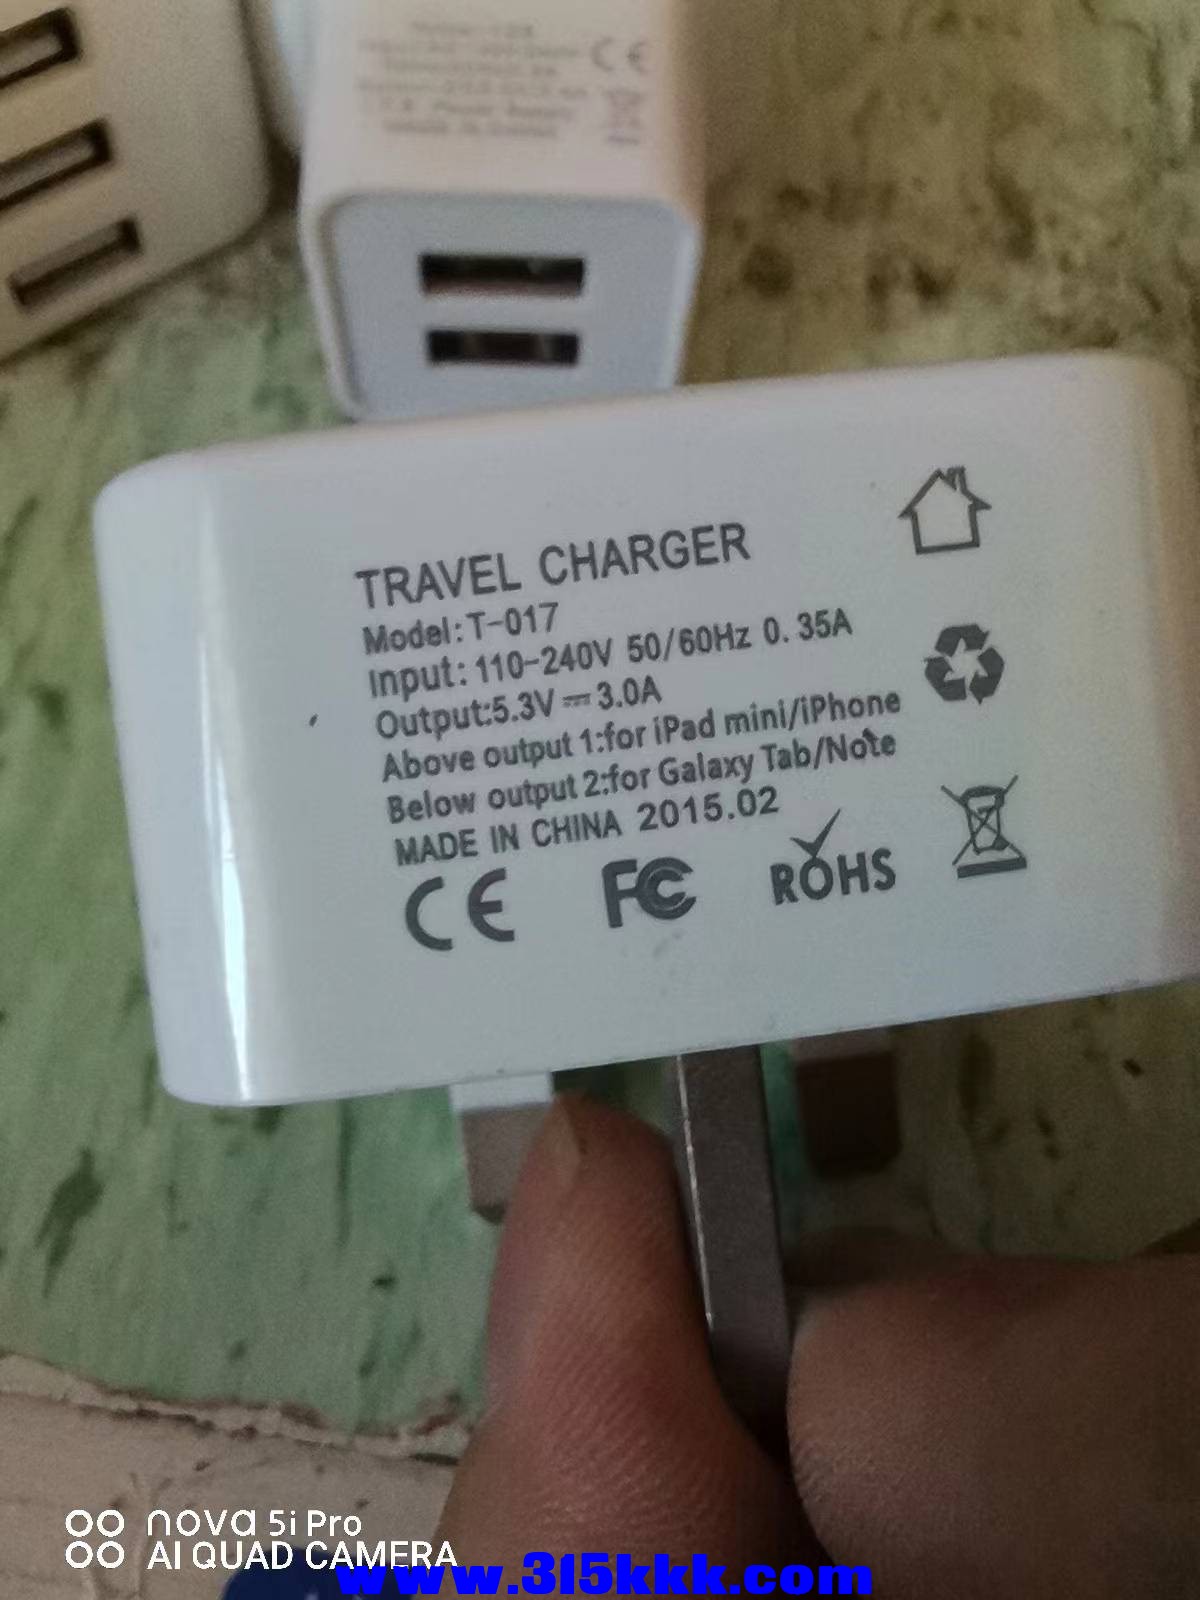 CE
TRAVEL CHARGER
Model:T-017
Input: 110-240V 50/60Hz 0.35A
Output:5.3V⎓3.0A
Above output 1:for iPad mini/iPhone
Below output 2:for Galaxy Tab/Note
MADE IN CHINA 2015.02
CE FC ROHS
nova 5i Pro
AI QUAD CAMERA
www.315kkk.com